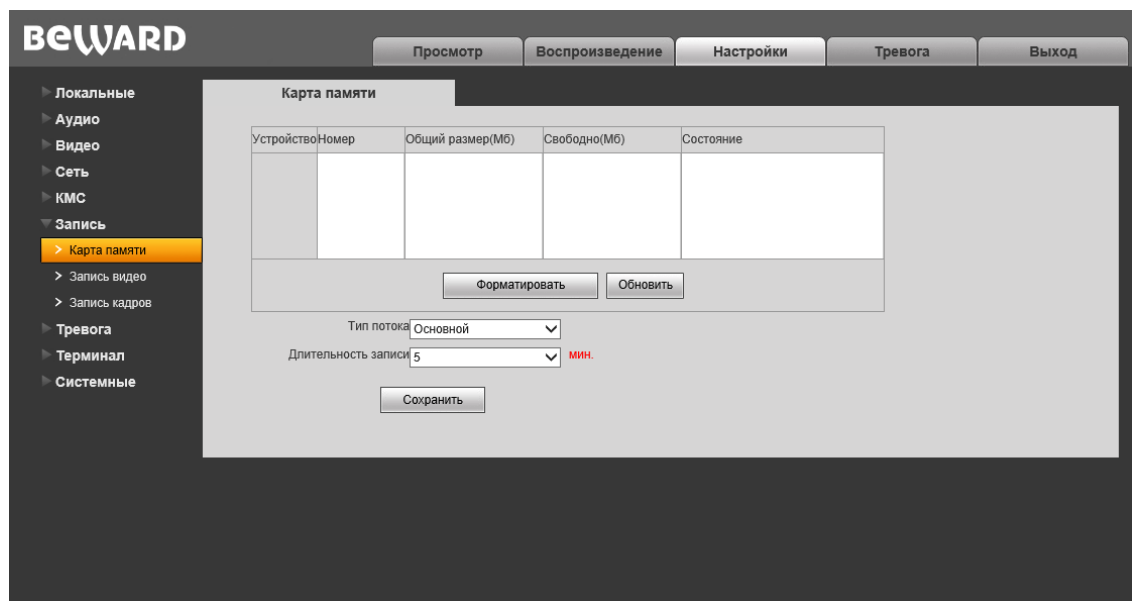 BEWARD
Просмотр Воспроизведение Настройки Тревога Выход
Локальные
Аудио
Видео
Сеть
КМС
Запись
> Карта памяти
> Запись видео
> Запись кадров
Тревога
Терминал
Системные
Карта памяти
Устройство Номер Общий размер(Мб) Свободно(Мб) Состояние
Форматировать Обновить
Тип потока Основной
Длительность записи 5 мин.
Сохранить